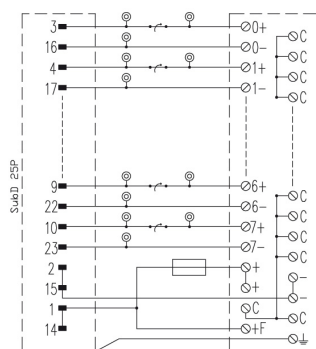 3 0+ C
16 0- C
4 1+ C
17 1- C
SubD 25P
9 6+ C
22 6- C
10 7+ C
23 7- C
2 + -
15 + -
1 C C
14 +F